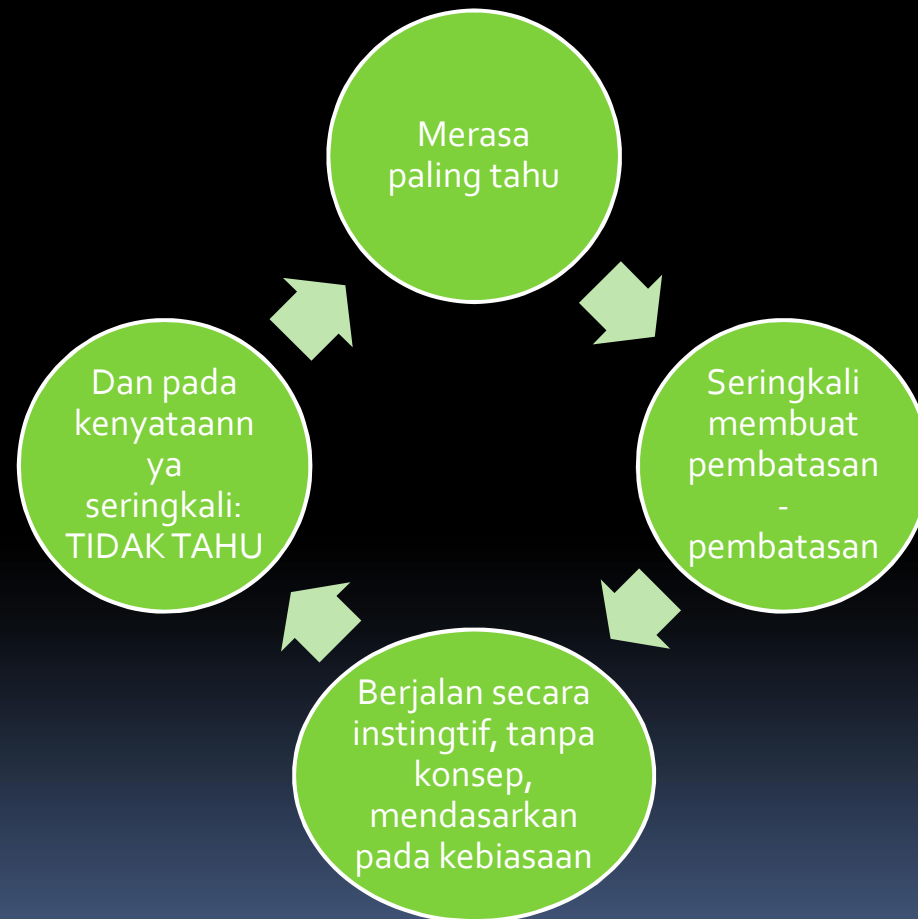 Merasa
paling tahu
Seringkali
membuat
pembatasan
-
pembatasan
Berjalan secara
instingtif, tanpa
konsep,
mendasarkan
pada kebiasaan
Dan pada
kenyataann
ya
seringkali:
TIDAK TAHU